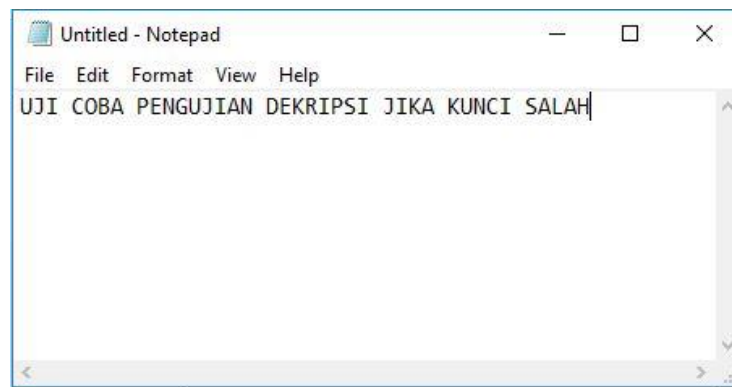 Untitled - Notepad
File Edit Format View Help
UJI COBA PENGUJIAN DEKRIPSI JIKA KUNCI SALAH